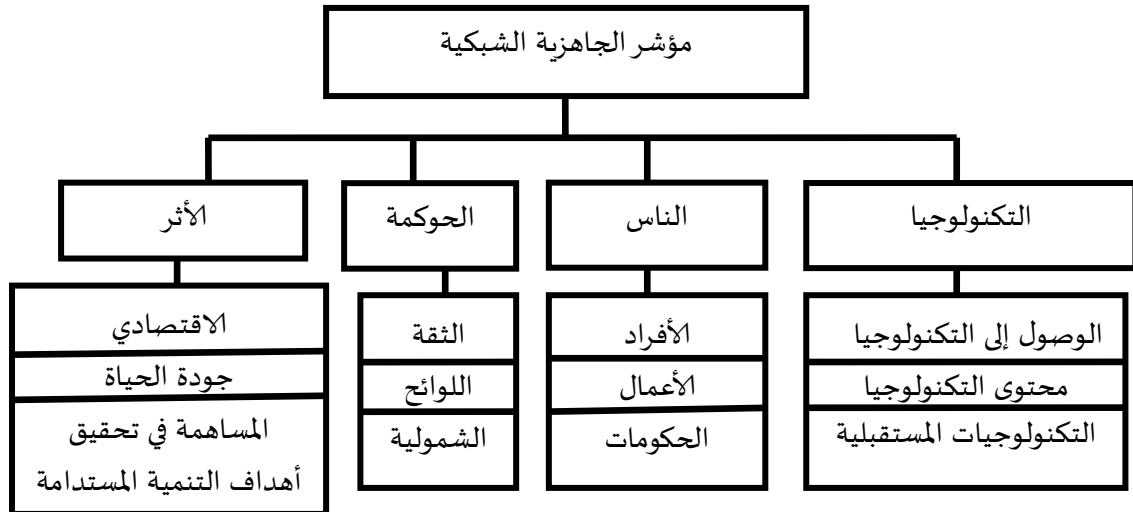 مؤشر الجاهزية الشبكية
التكنولوجيا
الناس
الحوكمة
الأثر
الوصول إلى التكنولوجيا
محتوى التكنولوجيا
التكنولوجيات المستقبلية
الأفراد
الأعمال
الحكومات
الثقة
اللوائح
الشمولية
الاقتصادي
جودة الحياة
المساهمة في تحقيق
أهداف التنمية المستدامة